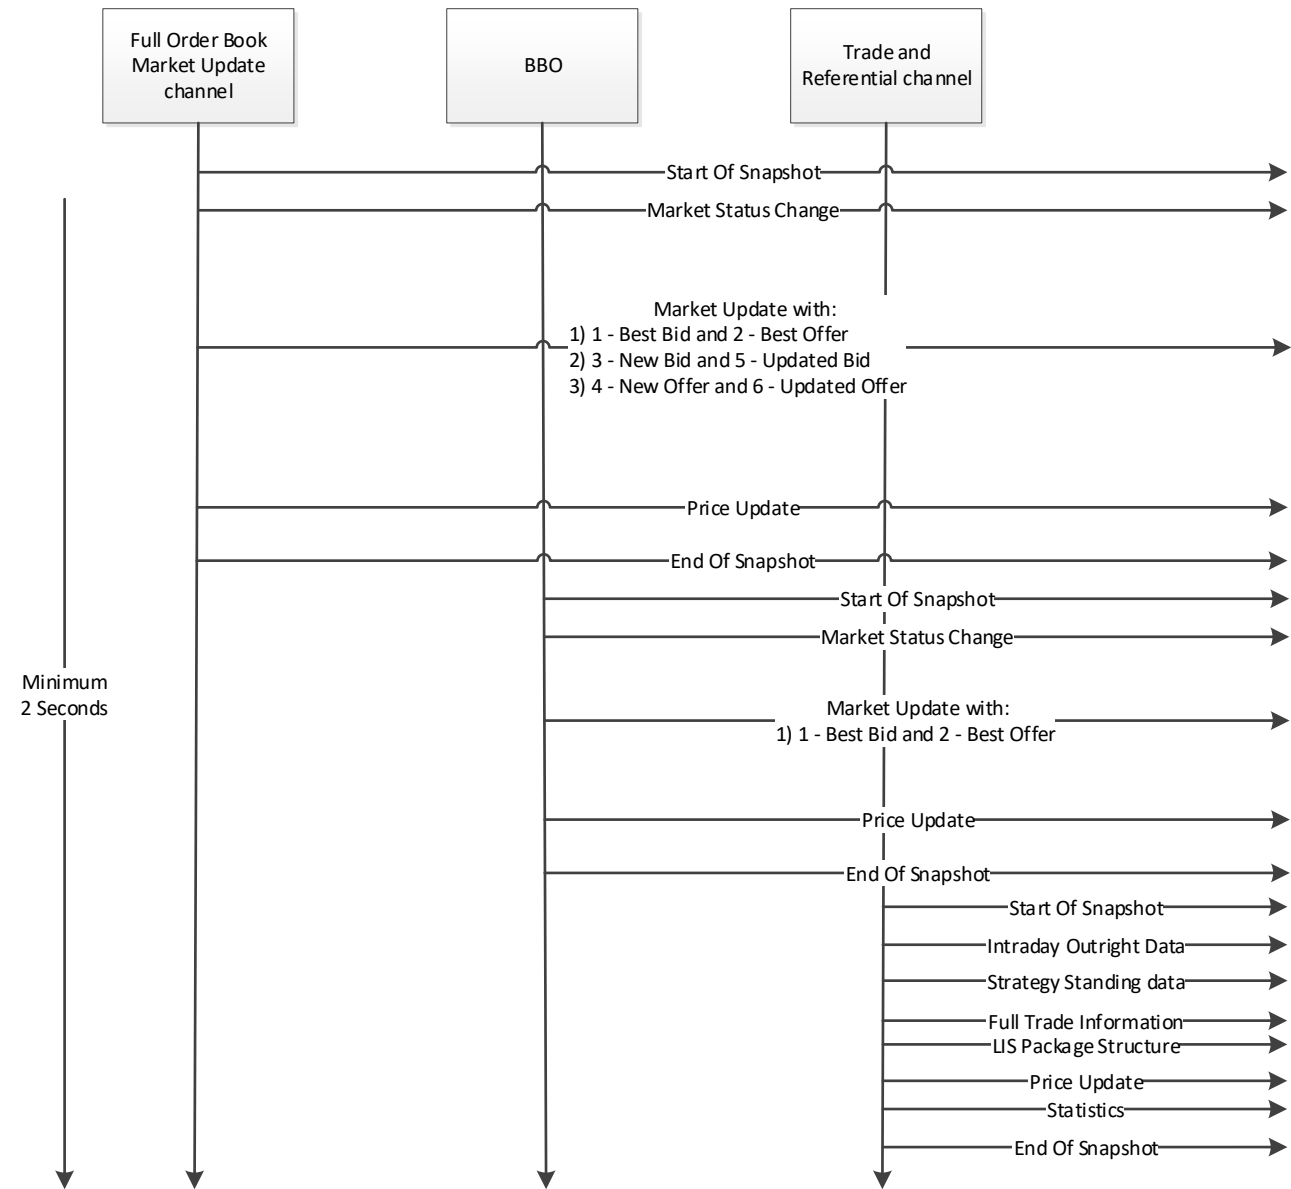 Full Order Book
Market Update
channel
BBO
Trade and
Referential channel
Start Of Snapshot
Market Status Change
Market Update with:
1) 1 - Best Bid and 2 - Best Offer
2) 3 - New Bid and 5 - Updated Bid
3) 4 - New Offer and 6 - Updated Offer
Price Update
End Of Snapshot
Start Of Snapshot
Market Status Change
Minimum
2 Seconds
Market Update with:
1) 1 - Best Bid and 2 - Best Offer
Price Update
End Of Snapshot
Start Of Snapshot
Intraday Outright Data
Strategy Standing data
Full Trade Information
LIS Package Structure
Price Update
Statistics
End Of Snapshot